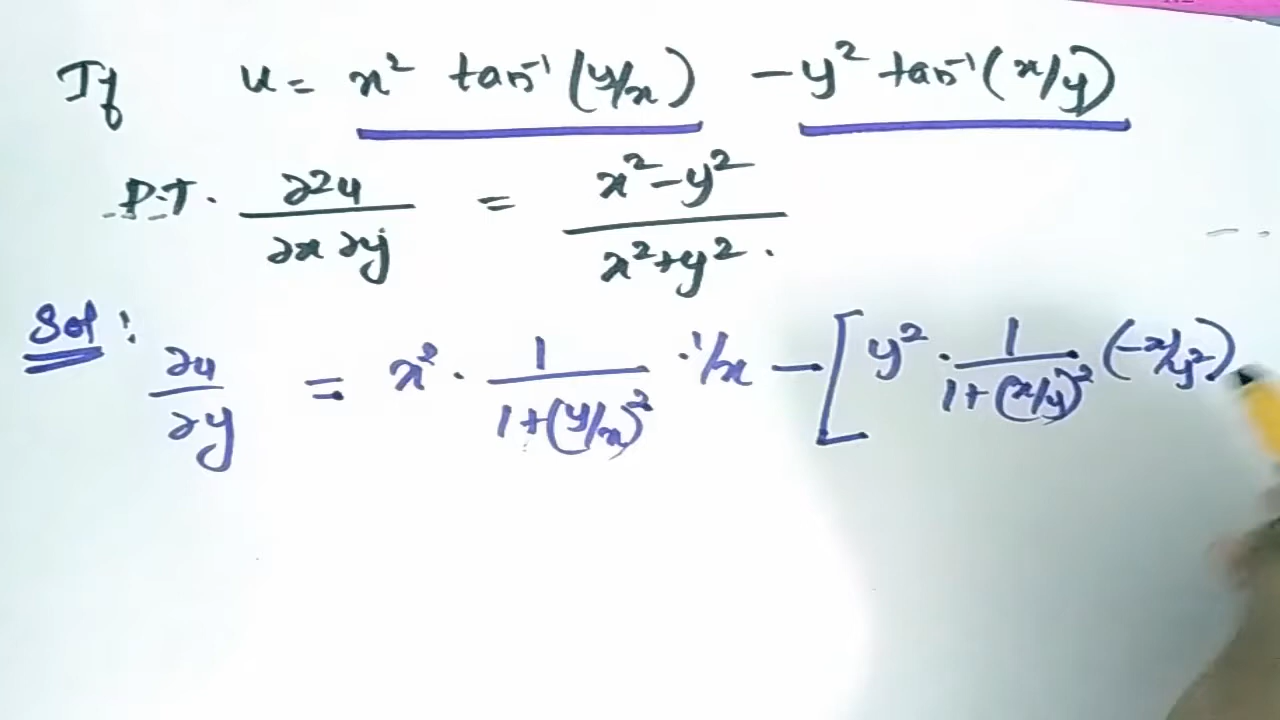 If u = x² tan⁻¹(y/x) - y² tan⁻¹(x/y)
P.T. ∂²u/∂x∂y = (x²-y²)/(x²+y²).
Sol: ∂u/∂y = x² · 1/(1+(y/x)²) · 1/x - [y² · 1/(1+(x/y)²) (-x/y²)